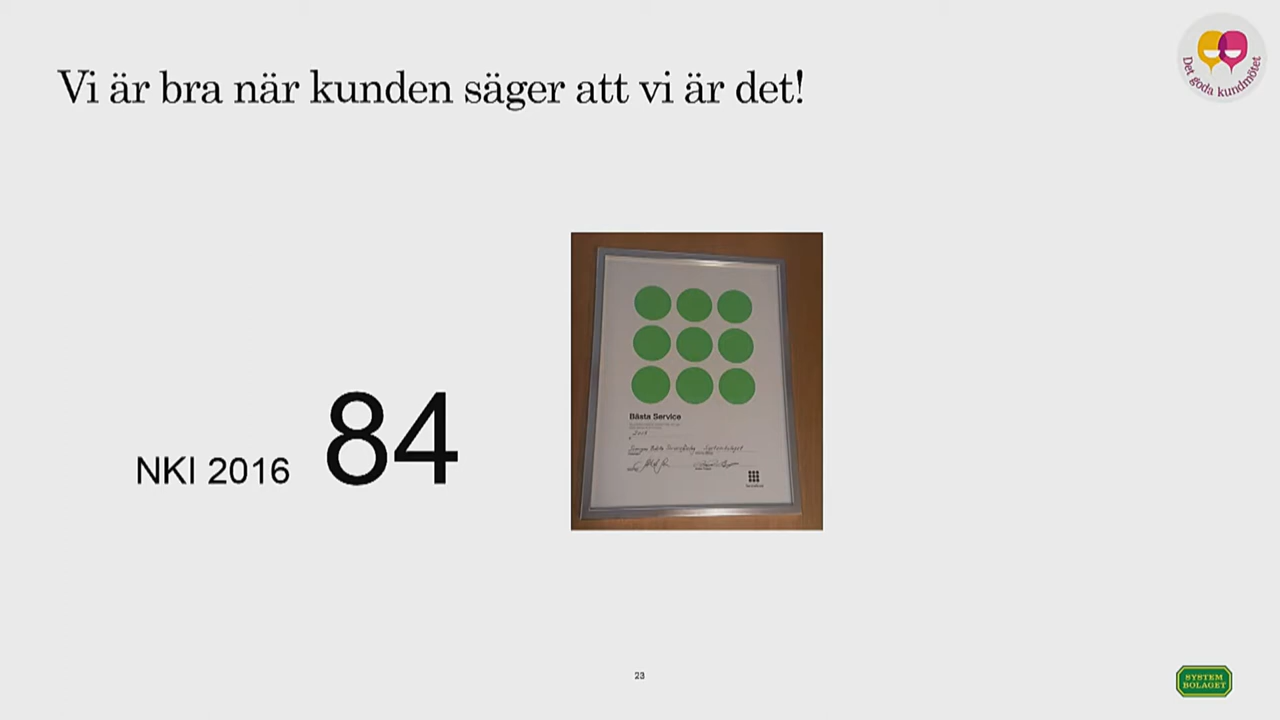 Vi är bra när kunden säger att vi är det!
Det goda kundmötet
NKI 2016 84
Bästa Service
23
SYSTEM
BOLAGET